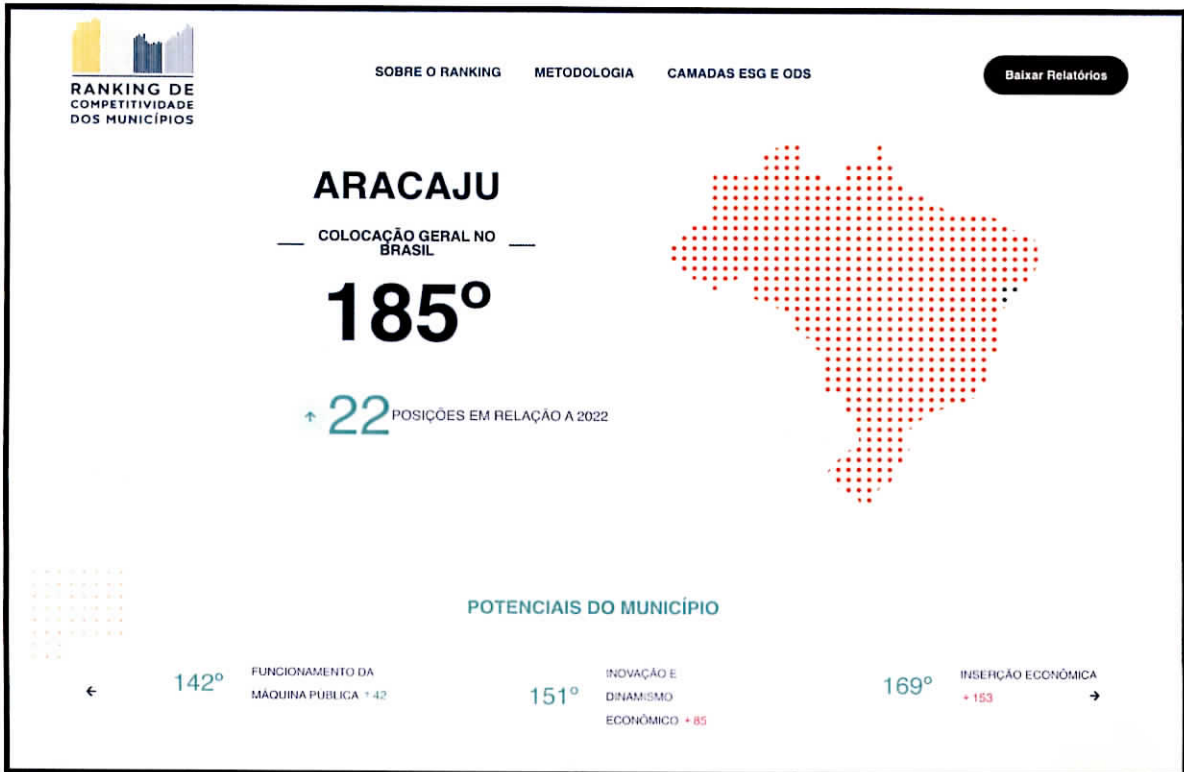 RANKING DE
COMPETITIVIDADE
DOS MUNICÍPIOS
SOBRE O RANKING METODOLOGIA CAMADAS ESG E ODS
Baixar Relatórios
ARACAJU
COLOCAÇÃO GERAL NO
BRASIL
185º
↑ 22 POSIÇÕES EM RELAÇÃO A 2022
POTENCIAIS DO MUNICÍPIO
142º
FUNCIONAMENTO DA
MÁQUINA PUBLICA ↑ 42
151º
INOVAÇÃO E
DINAMISMO
ECONÔMICO 85
169º
INSERÇÃO ECONÔMICA
153